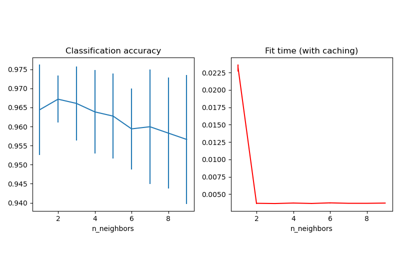 Classification accuracy
0.975
0.970
0.965
0.960
0.955
0.950
0.945
0.940
2 4 6 8
n_neighbors
Fit time (with caching)
0.0225
0.0200
0.0175
0.0150
0.0125
0.0100
0.0075
0.0050
2 4 6 8
n_neighbors